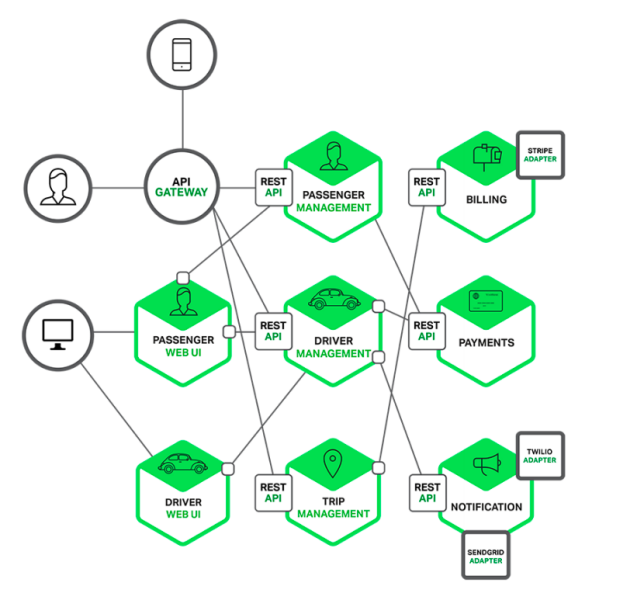 API
GATEWAY
REST
API
PASSENGER
MANAGEMENT
REST
API
BILLING
STRIPE
ADAPTER
PASSENGER
WEB UI
REST
API
DRIVER
MANAGEMENT
REST
API
PAYMENTS
DRIVER
WEB UI
REST
API
TRIP
MANAGEMENT
REST
API
NOTIFICATION
TWILIO
ADAPTER
SENDGRID
ADAPTER